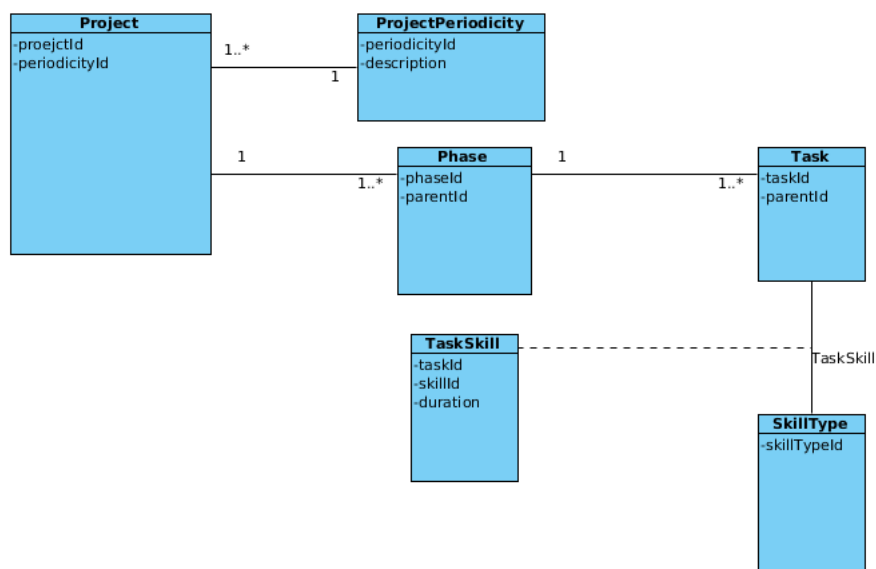 Project
-proejctId
-periodicityId
1..*
1
ProjectPeriodicity
-periodicityId
-description
1
1..*
Phase
-phaseId
-parentId
1
1..*
Task
-taskId
-parentId
TaskSkill
-taskId
-skillId
-duration
TaskSkill
SkillType
-skillTypeId